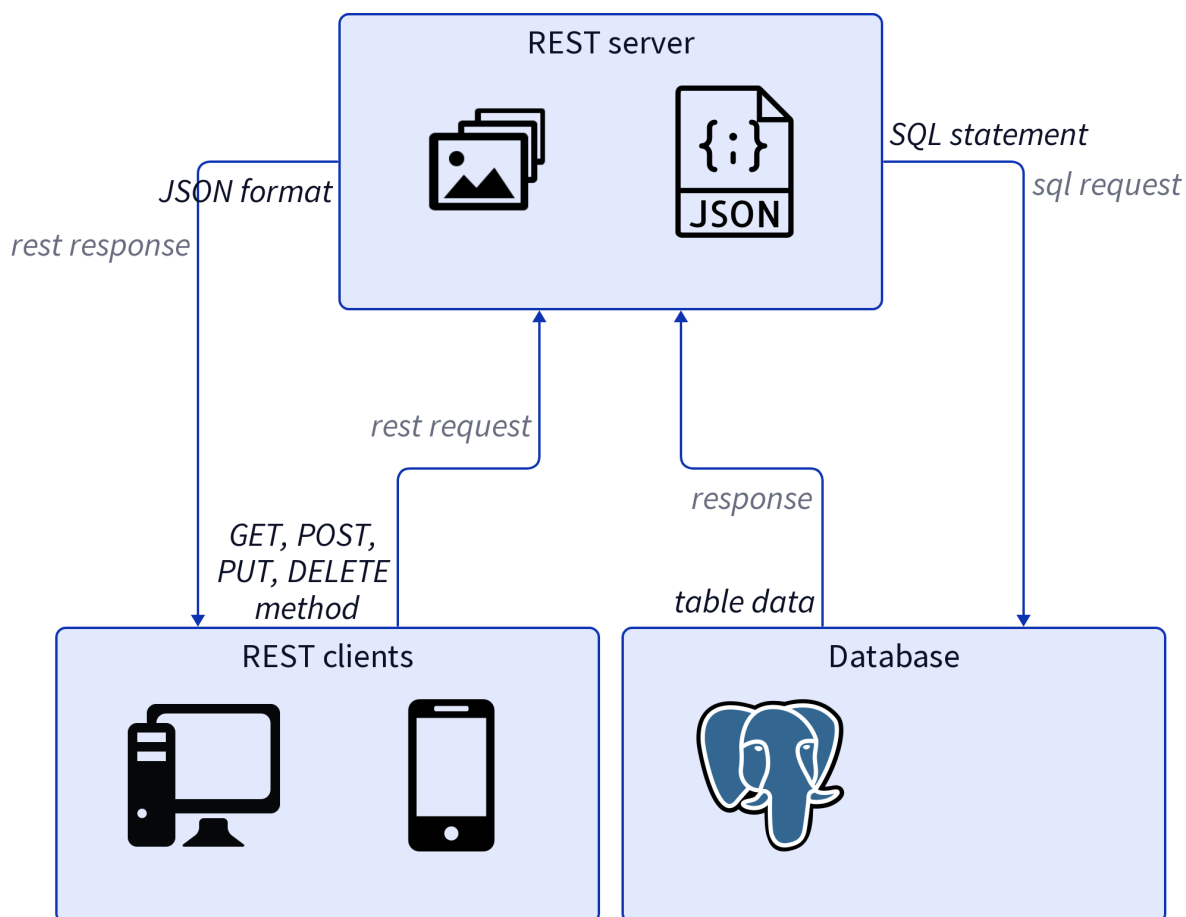 REST server
SQL statement
sql request
JSON format
JSON
rest response
rest request
response
GET, POST,
PUT, DELETE
method
table data
REST clients
Database